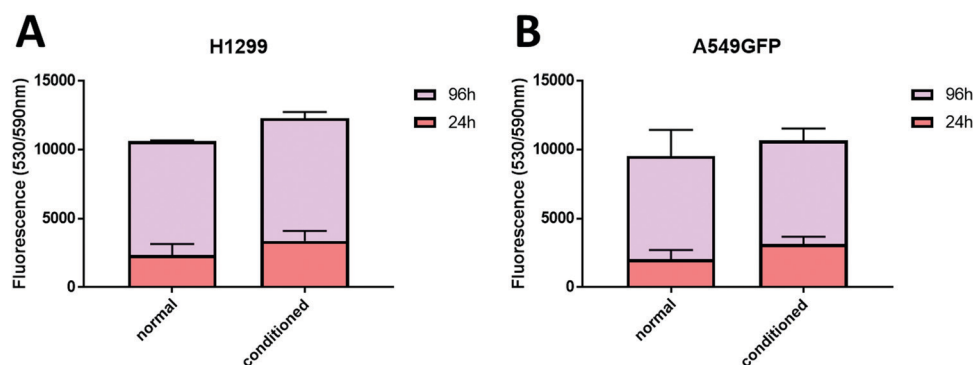 A
H1299
Fluorescence (530/590nm)
15000
10000
5000
0
normal
conditioned
96h
24h
B
A549GFP
Fluorescence (530/590nm)
15000
10000
5000
0
normal
conditioned
96h
24h